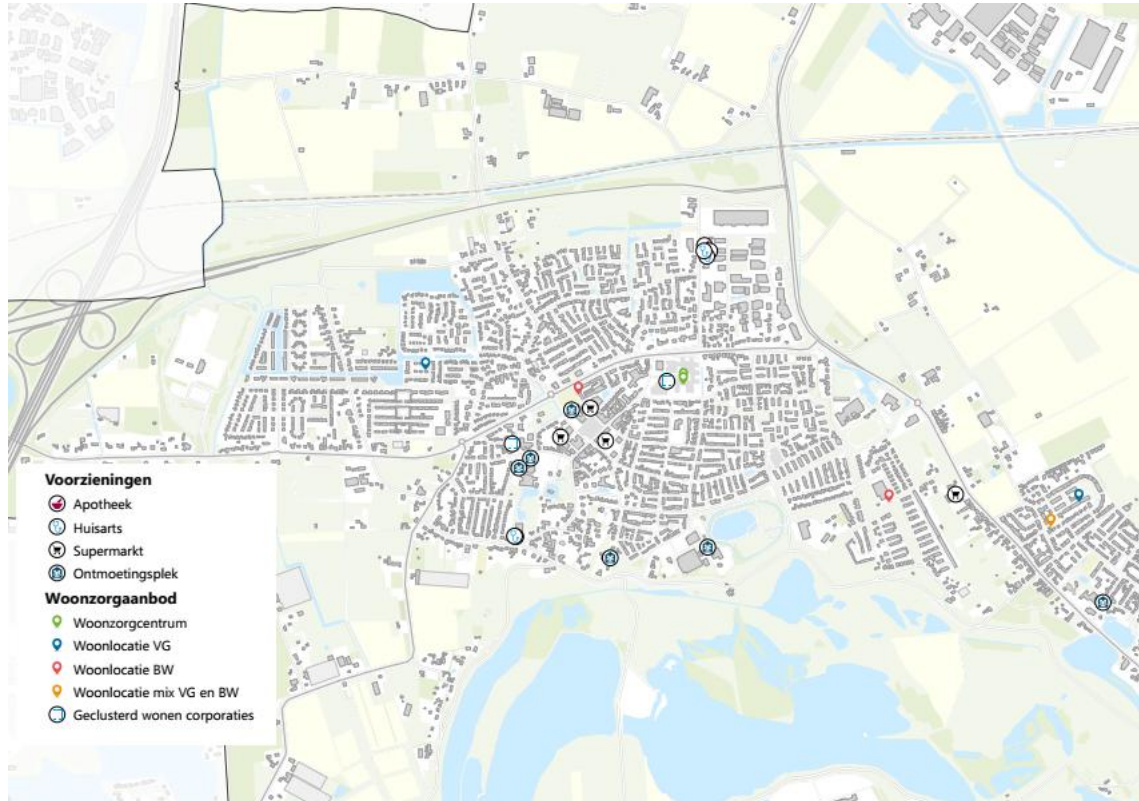 Voorzieningen
Apotheek
Huisarts
Supermarkt
Ontmoetingsplek
Woonzorgaanbod
Woonzorgcentrum
Woonlocatie VG
Woonlocatie BW
Woonlocatie mix VG en BW
Geclusterd wonen corporaties